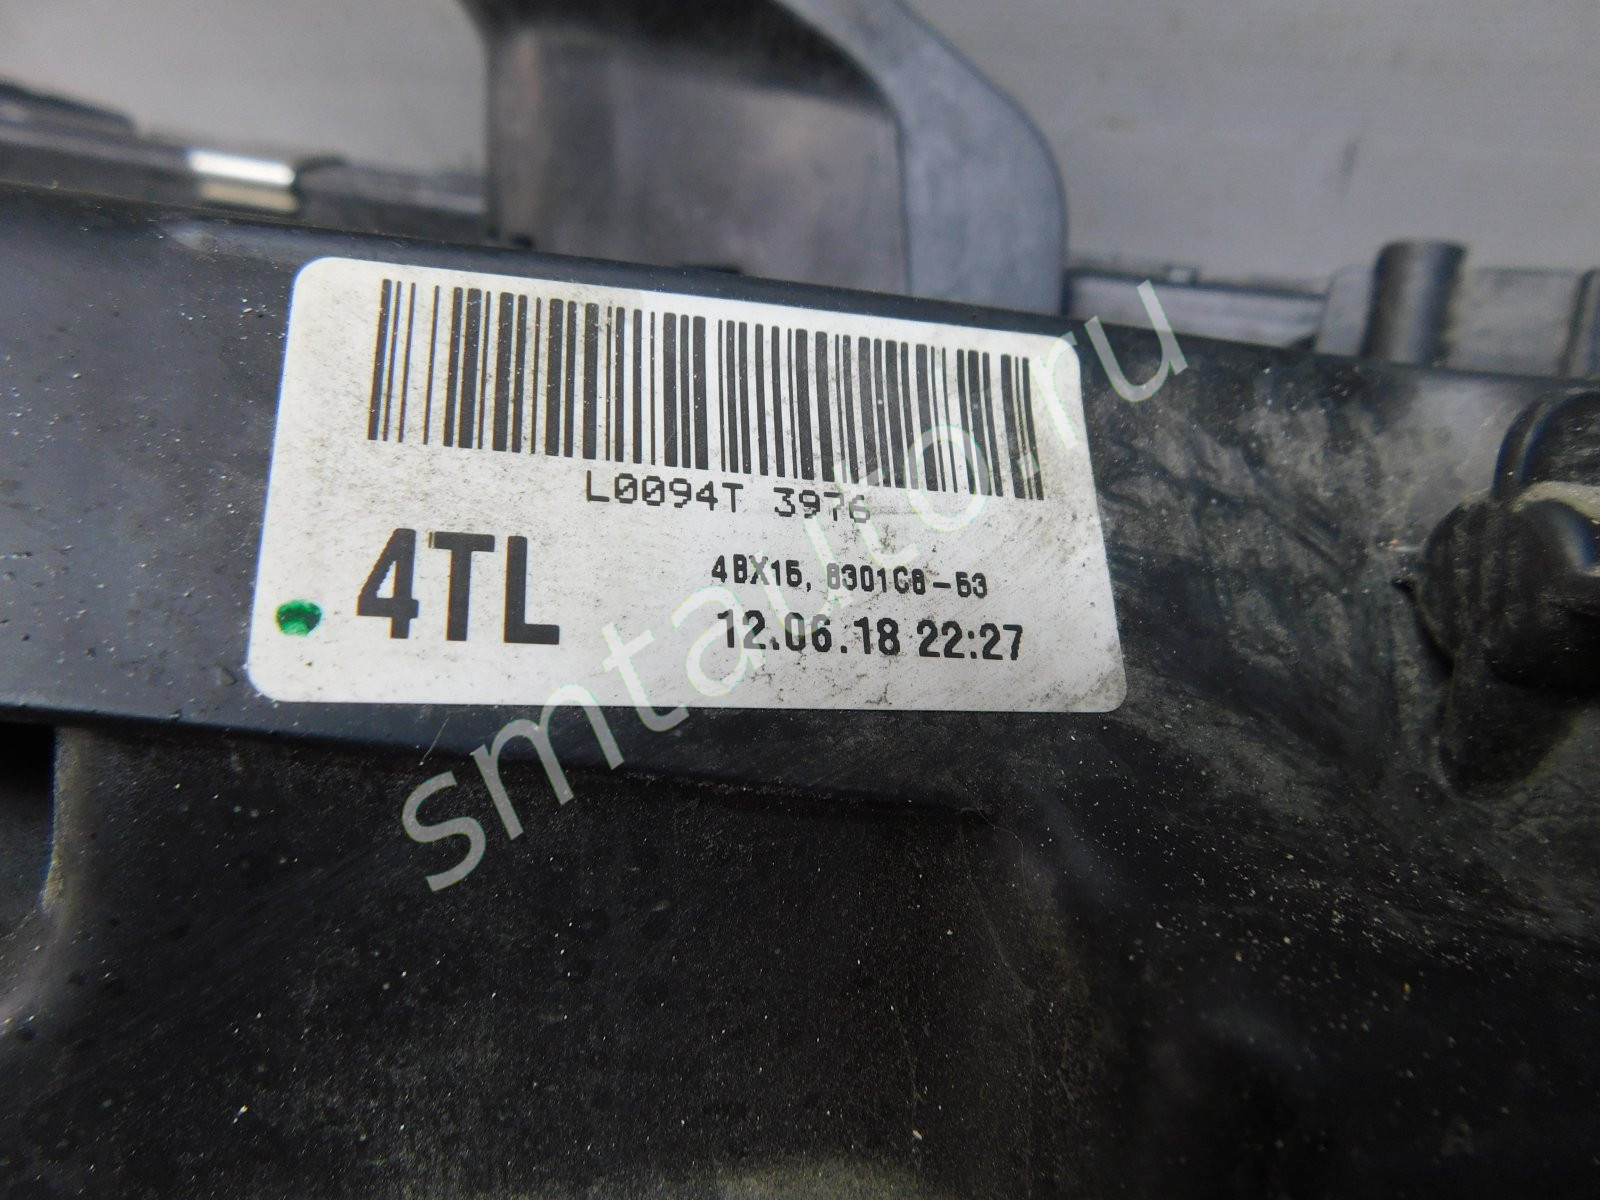 L0094T 3976
4TL
4BX15, 8301C8-53
12.06.18 22:27
smtauto.ru